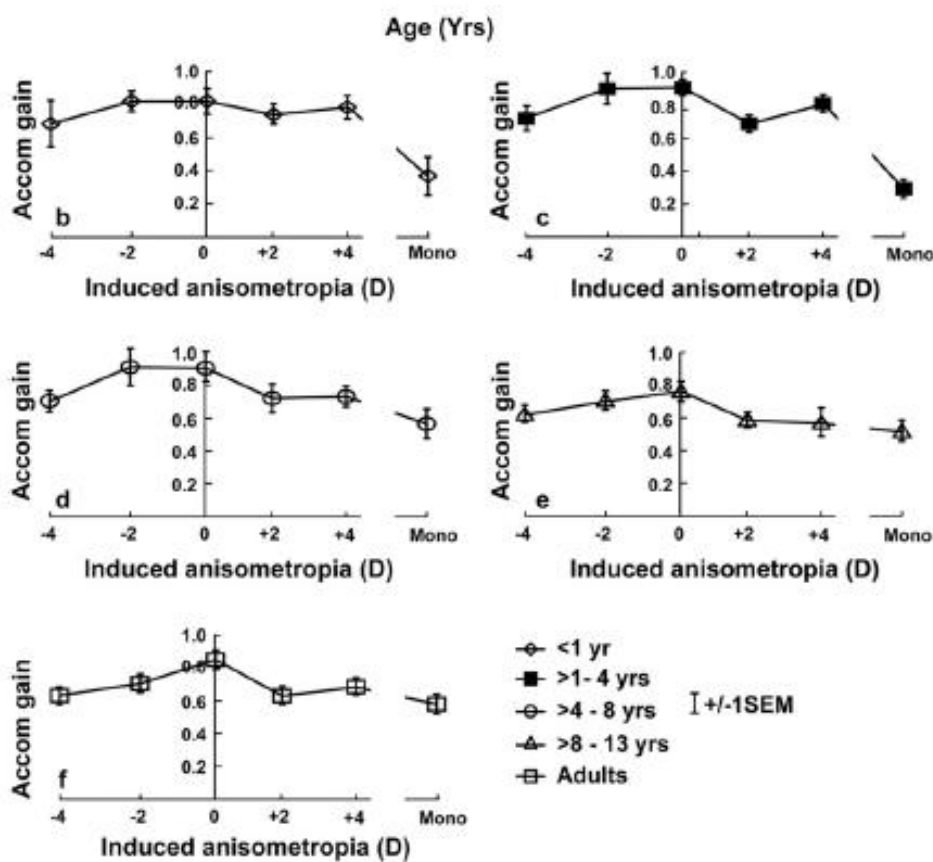 Age (Yrs)
Accom gain
1.0
0.8
0.6
0.4
0.2
b
-4 -2 0 +2 +4 Mono
Induced anisometropia (D)
Accom gain
1.0
0.8
0.6
0.4
0.2
c
-4 -2 0 +2 +4 Mono
Induced anisometropia (D)
Accom gain
1.0
0.8
0.6
0.4
0.2
d
-4 -2 0 +2 +4 Mono
Induced anisometropia (D)
Accom gain
1.0
0.8
0.6
0.4
0.2
e
-4 -2 0 +2 +4 Mono
Induced anisometropia (D)
Accom gain
1.0
0.8
0.6
0.4
0.2
f
-4 -2 0 +2 +4 Mono
Induced anisometropia (D)
<1 yr
>1- 4 yrs
>4 - 8 yrs
>8 - 13 yrs
Adults
+/-1SEM